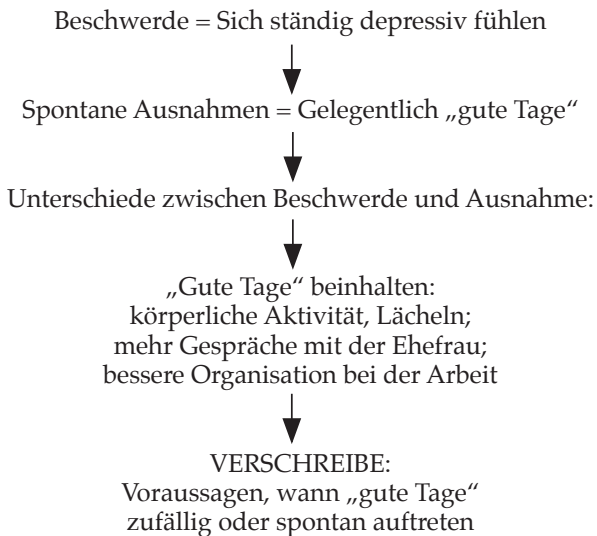 Beschwerde = Sich ständig depressiv fühlen
Spontane Ausnahmen = Gelegentlich „gute Tage“
Unterschiede zwischen Beschwerde und Ausnahme:
„Gute Tage“ beinhalten:
körperliche Aktivität, Lächeln;
mehr Gespräche mit der Ehefrau;
bessere Organisation bei der Arbeit
VERSCHREIBE:
Voraussagen, wann „gute Tage“
zufällig oder spontan auftreten